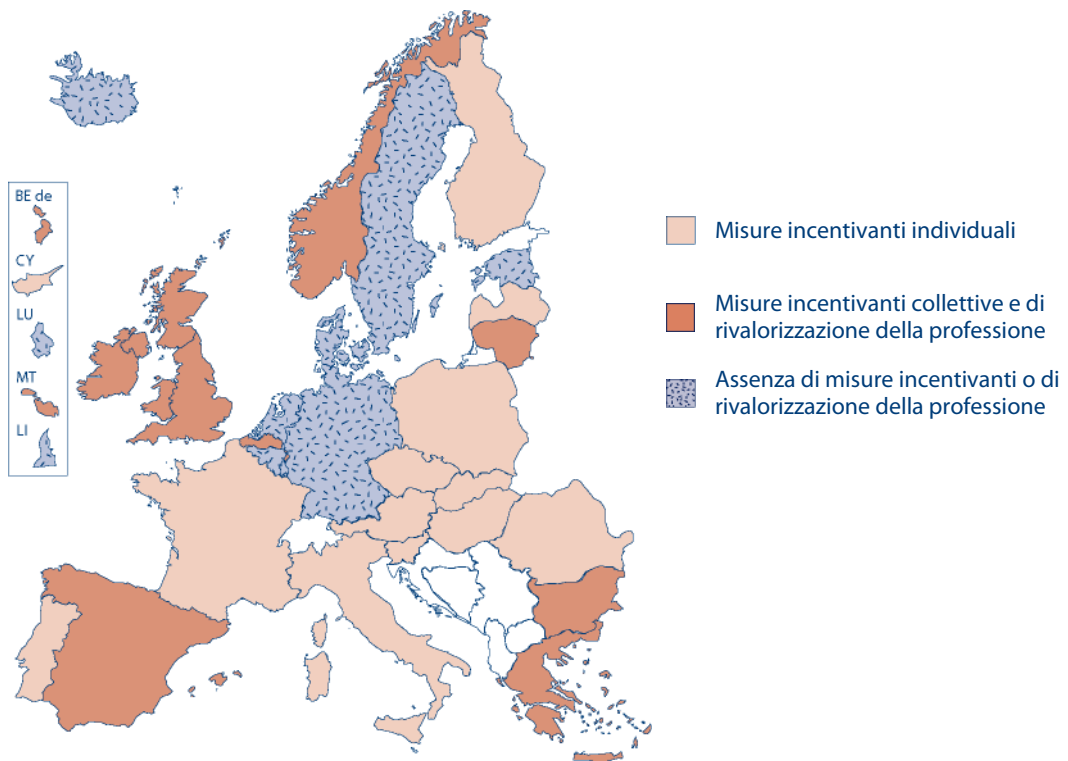 BE de
CY
LU
MT
LI
Misure incentivanti individuali
Misure incentivanti collettive e di
rivalorizzazione della professione
Assenza di misure incentivanti o di
rivalorizzazione della professione